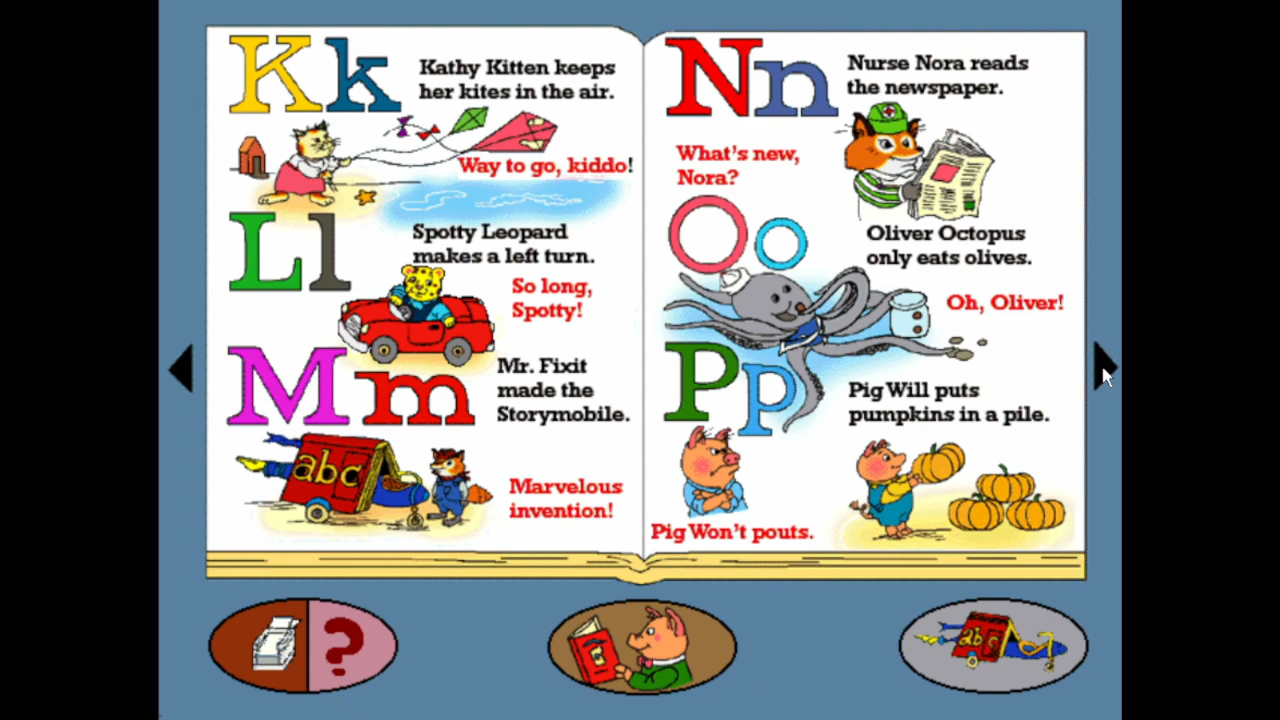 Kk
Kathy Kitten keeps
her kites in the air.
Way to go, kiddo!
Ll
Spotty Leopard
makes a left turn.
So long,
Spotty!
Mm
Mr. Fixit
made the
Storymobile.
abc
Marvelous
invention!
Nn
Nurse Nora reads
the newspaper.
What's new,
Nora?
Oo
Oliver Octopus
only eats olives.
Oh, Oliver!
Pp
Pig Will puts
pumpkins in a pile.
Pig Won't pouts.
?
abc